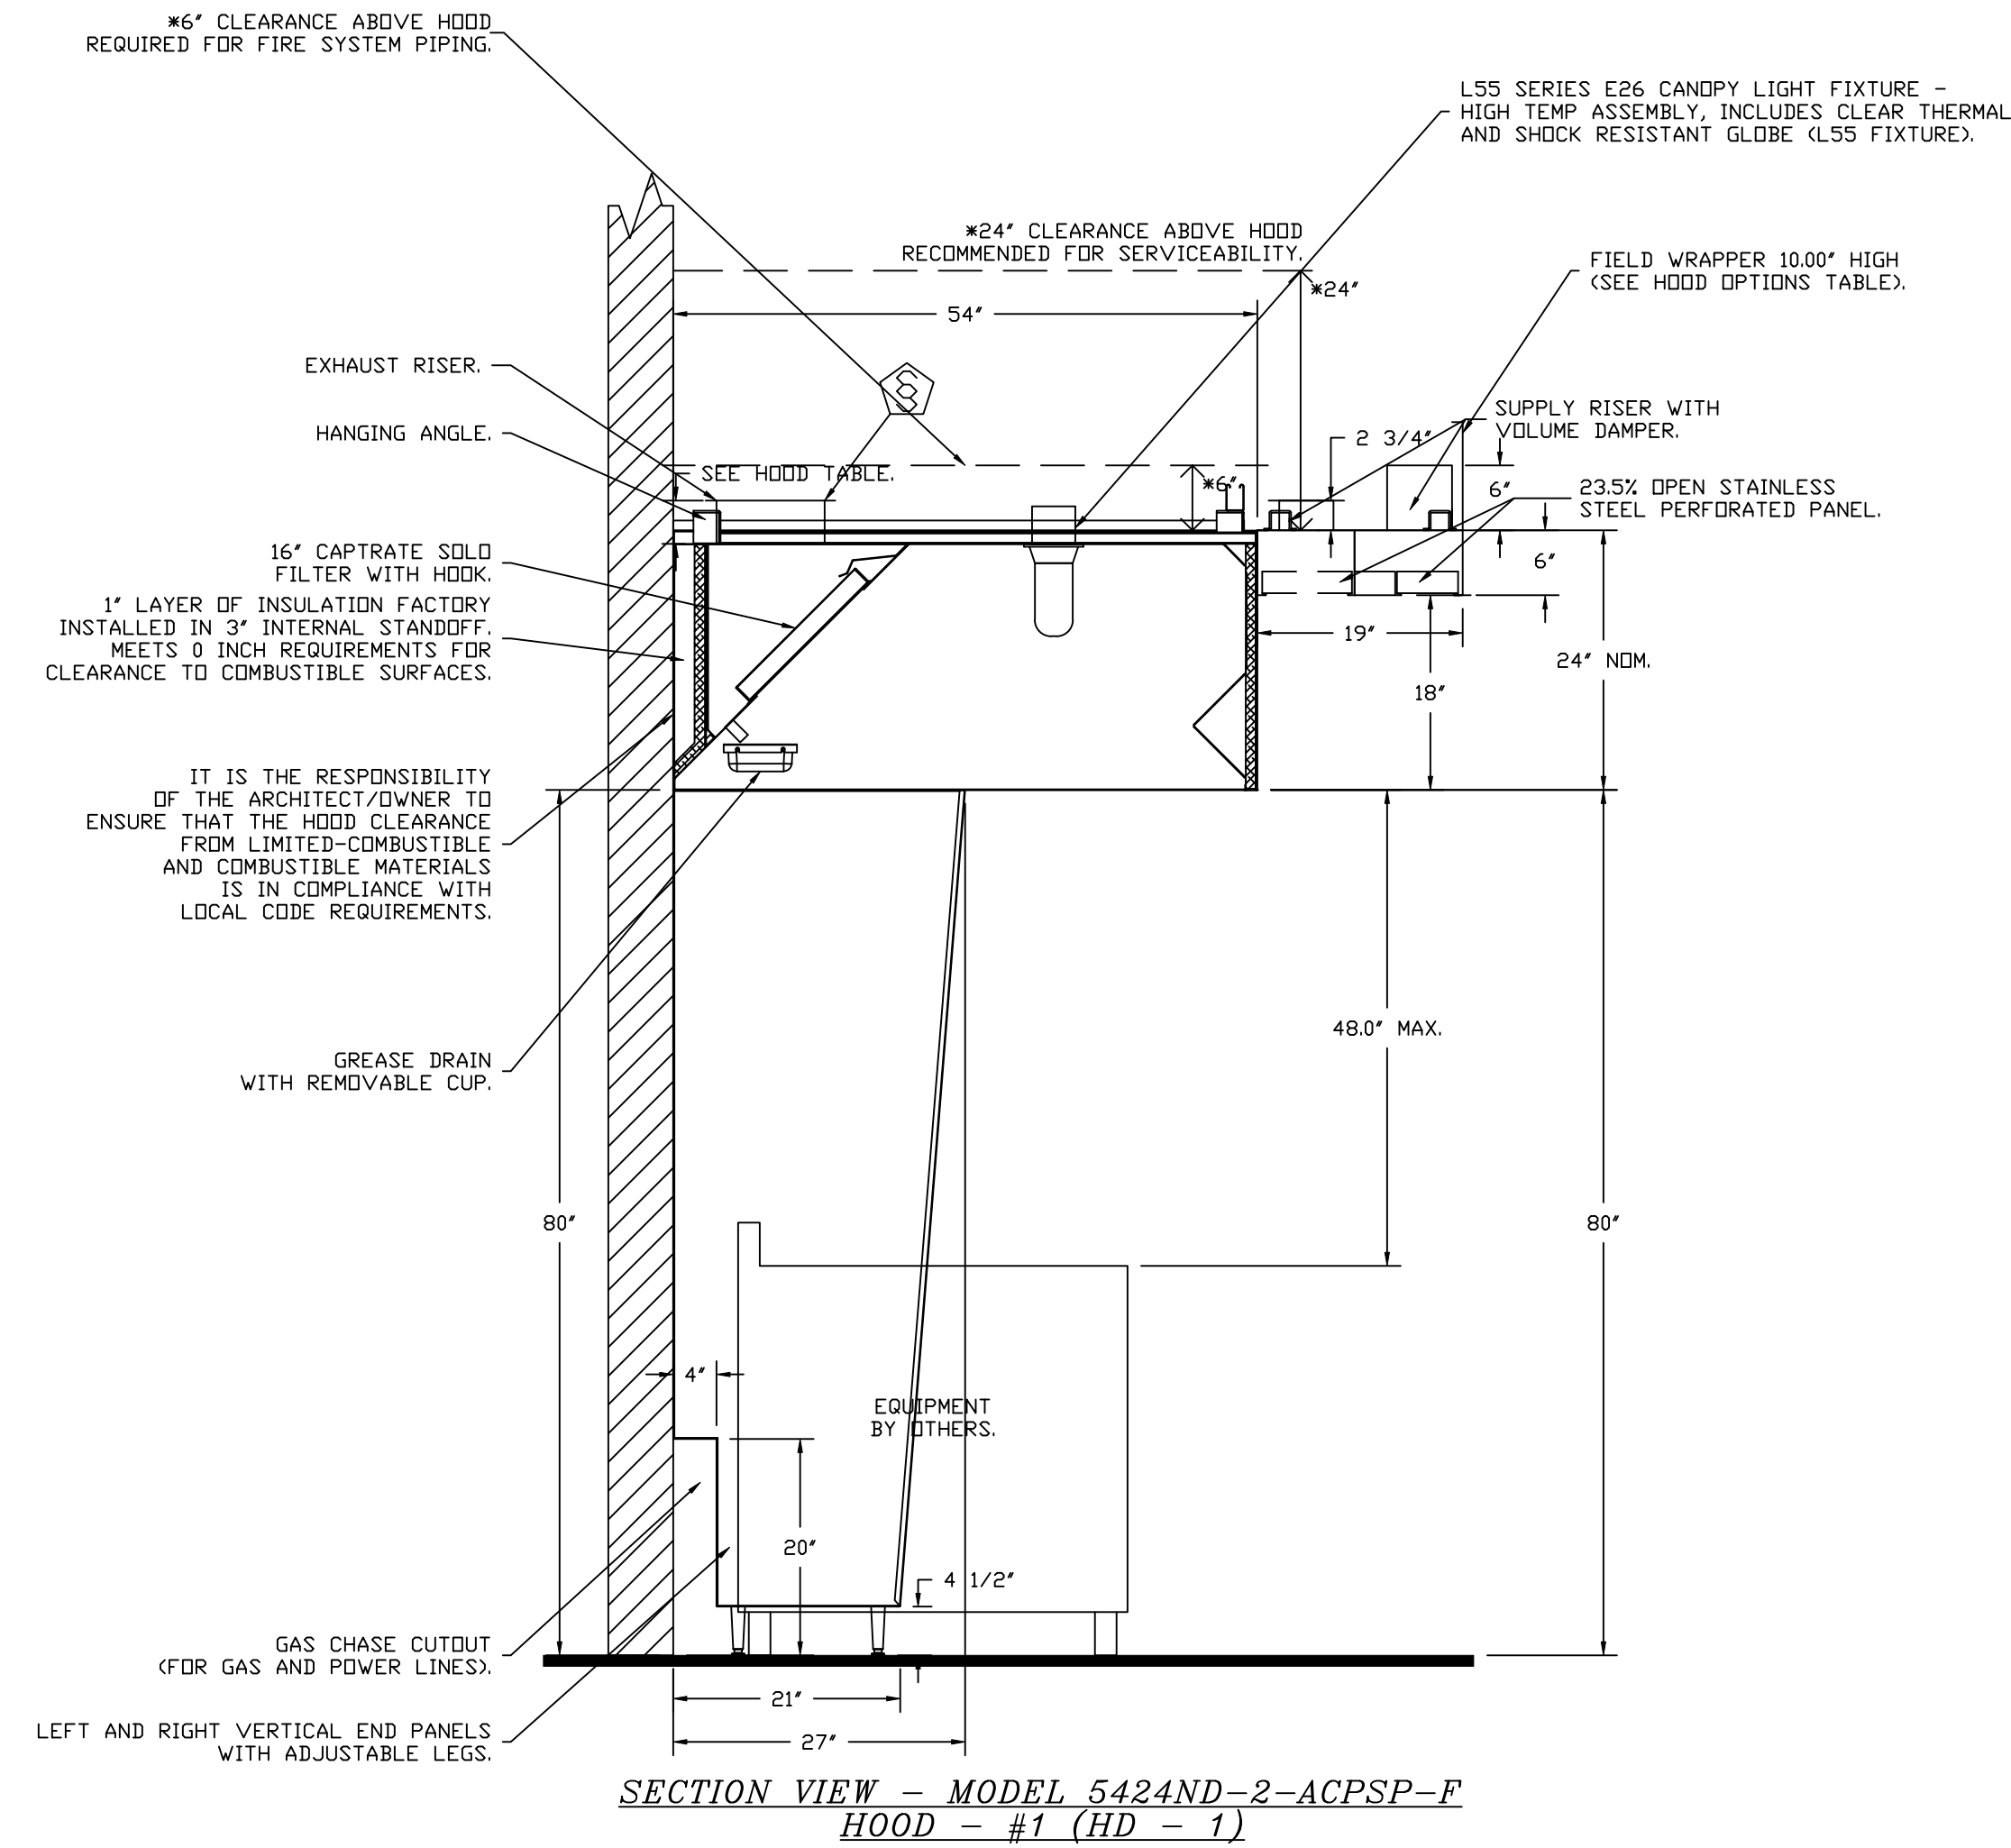 *6" CLEARANCE ABOVE HOOD
REQUIRED FOR FIRE SYSTEM PIPING.
L55 SERIES E26 CANOPY LIGHT FIXTURE -
HIGH TEMP ASSEMBLY, INCLUDES CLEAR THERMAL
AND SHOCK RESISTANT GLOBE (L55 FIXTURE).
*24" CLEARANCE ABOVE HOOD
RECOMMENDED FOR SERVICEABILITY.
*24"
FIELD WRAPPER 10.00" HIGH
(SEE HOOD OPTIONS TABLE).
54"
EXHAUST RISER.
HANGING ANGLE.
SUPPLY RISER WITH
VOLUME DAMPER.
2 3/4"
SEE HOOD TABLE.
*6"
6"
23.5% OPEN STAINLESS
STEEL PERFORATED PANEL.
16" CAPTRATE SOLO
FILTER WITH HOOK.
6"
1" LAYER OF INSULATION FACTORY
INSTALLED IN 3" INTERNAL STANDOFF.
MEETS 0 INCH REQUIREMENTS FOR
CLEARANCE TO COMBUSTIBLE SURFACES.
19"
24" NOM.
18"
IT IS THE RESPONSIBILITY
OF THE ARCHITECT/OWNER TO
ENSURE THAT THE HOOD CLEARANCE
FROM LIMITED-COMBUSTIBLE
AND COMBUSTIBLE MATERIALS
IS IN COMPLIANCE WITH
LOCAL CODE REQUIREMENTS.
48.0" MAX.
GREASE DRAIN
WITH REMOVABLE CUP.
80"
80"
4"
EQUIPMENT
BY OTHERS.
20"
4 1/2"
GAS CHASE CUTOUT
(FOR GAS AND POWER LINES).
21"
LEFT AND RIGHT VERTICAL END PANELS
WITH ADJUSTABLE LEGS.
27"
SECTION VIEW - MODEL 5424ND-2-ACPSP-F
HOOD - #1 (HD - 1)